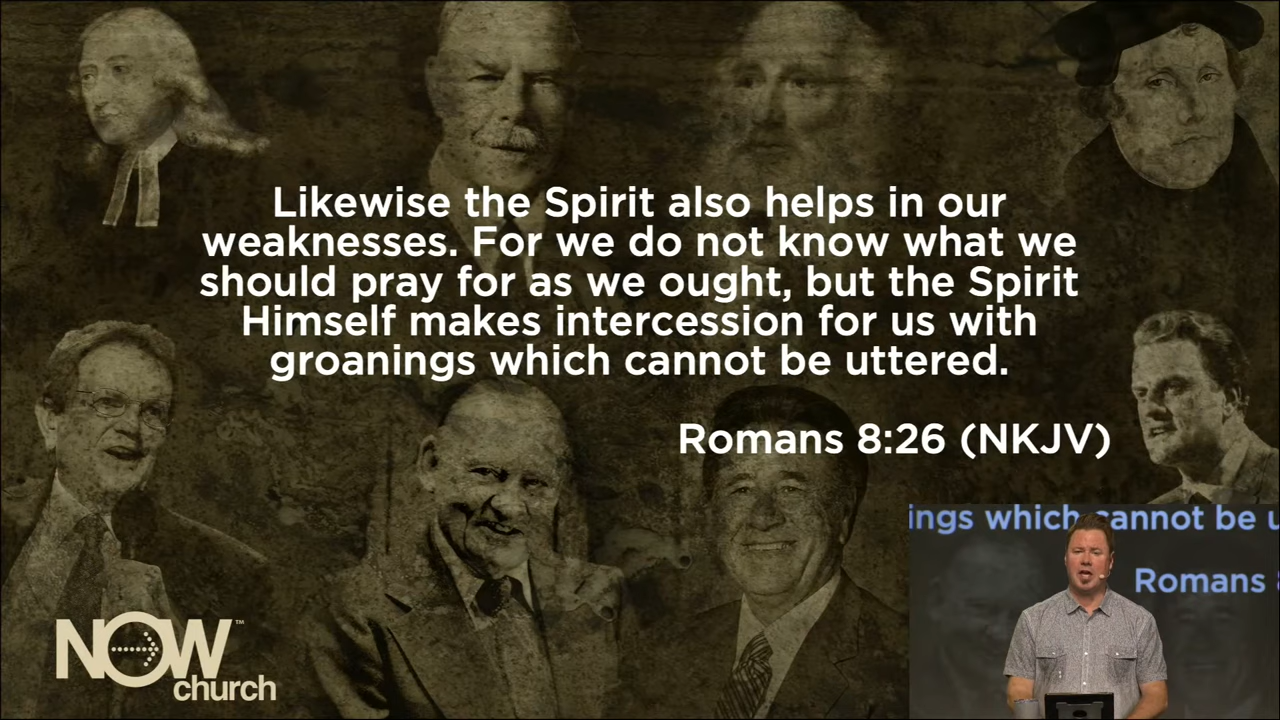 Likewise the Spirit also helps in our
weaknesses. For we do not know what we
should pray for as we ought, but the Spirit
Himself makes intercession for us with
groanings which cannot be uttered.
Romans 8:26 (NKJV)
ings which cannot be u
Romans 8
NOW™
church